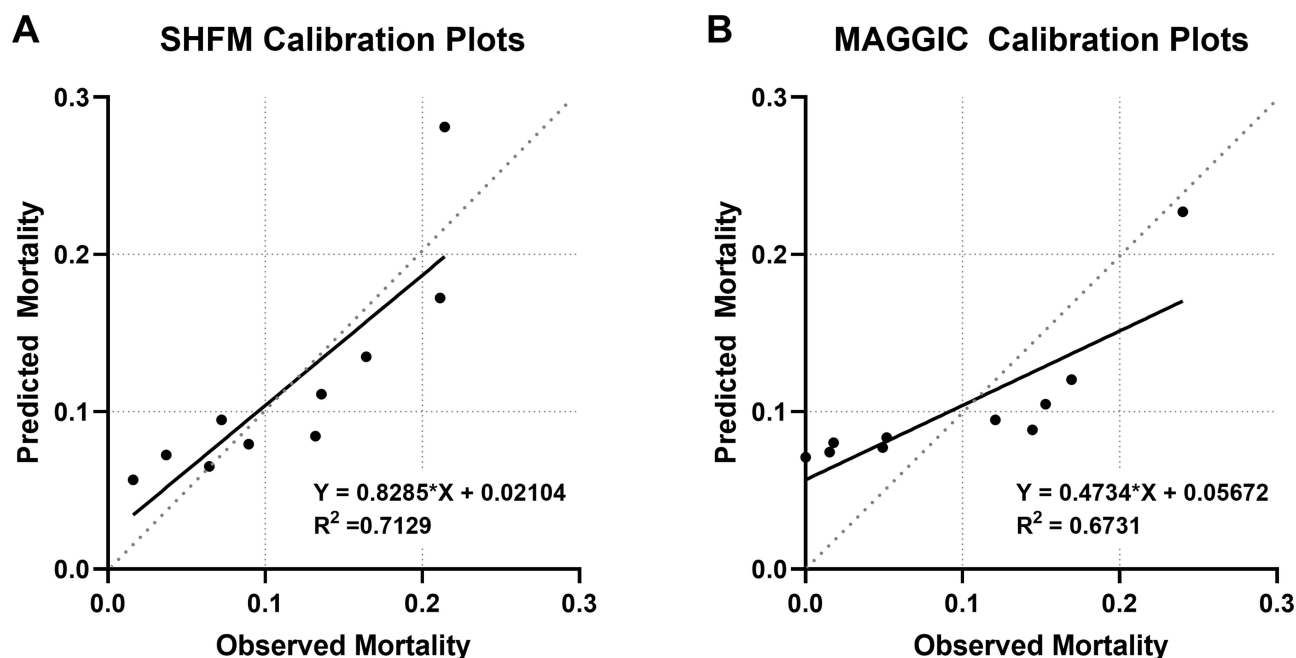 A
SHFM Calibration Plots
0.3
0.2
0.1
0.0
Predicted Mortality
Y = 0.8285*X + 0.02104
R² =0.7129
0.0 0.1 0.2 0.3
Observed Mortality
B
MAGGIC Calibration Plots
0.3
0.2
0.1
0.0
Predicted Mortality
Y = 0.4734*X + 0.05672
R² = 0.6731
0.0 0.1 0.2 0.3
Observed Mortality